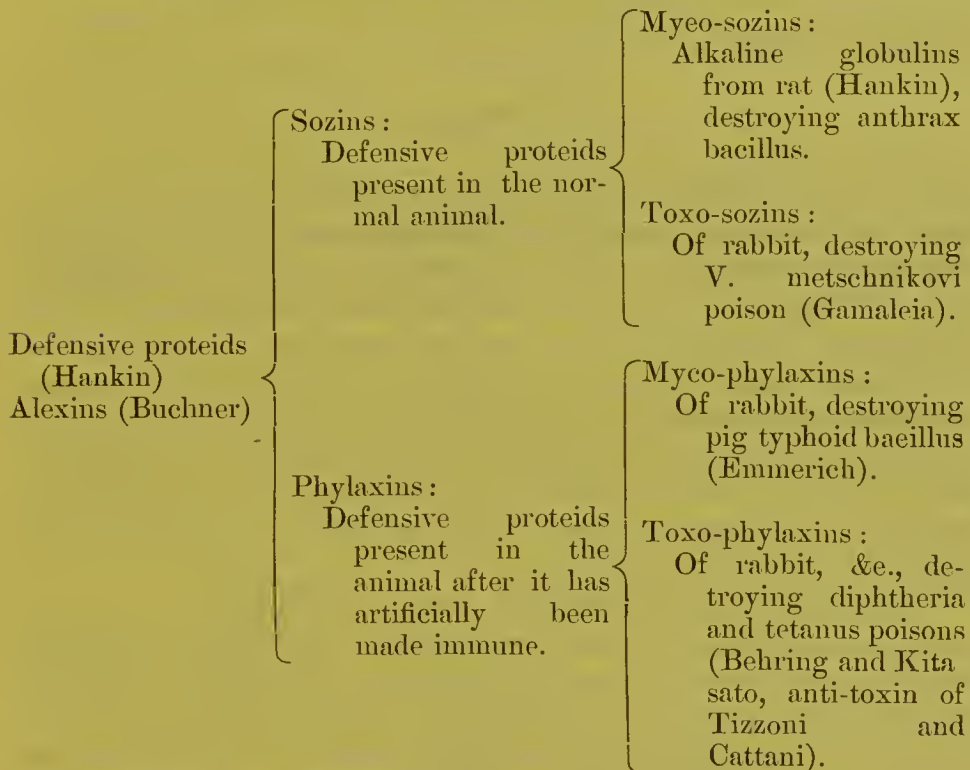 Defensive proteids
(Hankin)
Alexins (Buchner)
Sozins :
Defensive proteids
present in the nor-
mal animal.
Myeo-sozins :
Alkaline globulins
from rat (Hankin),
destroying anthrax
bacillus.
Toxo-sozins :
Of rabbit, destroying
V. metschnikovi
poison (Gamaleia).
Phylaxins :
Defensive proteids
present in the
animal after it has
artificially been
made immune.
Myco-phylaxins :
Of rabbit, destroying
pig typhoid baeillus
(Emmerich).
Toxo-phylaxins :
Of rabbit, &e., de-
troying diphtheria
and tetanus poisons
(Behring and Kita
sato, anti-toxin of
Tizzoni and
Cattani).